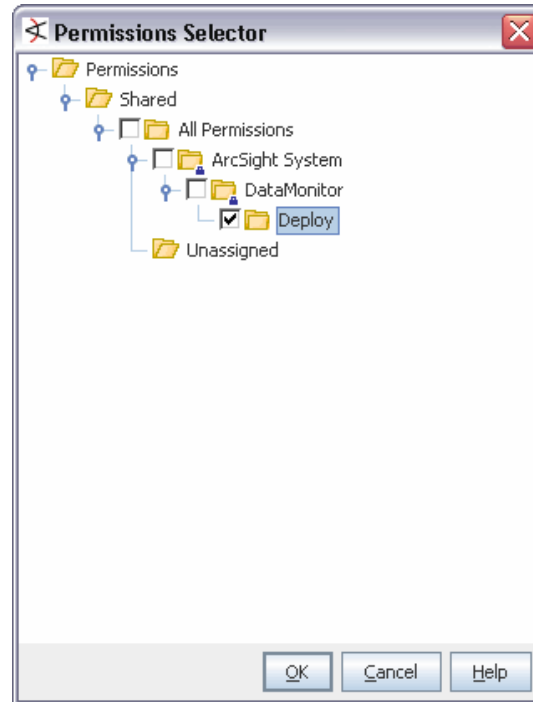 Permissions Selector
Permissions
Shared
All Permissions
ArcSight System
DataMonitor
Deploy
Unassigned
OK Cancel Help